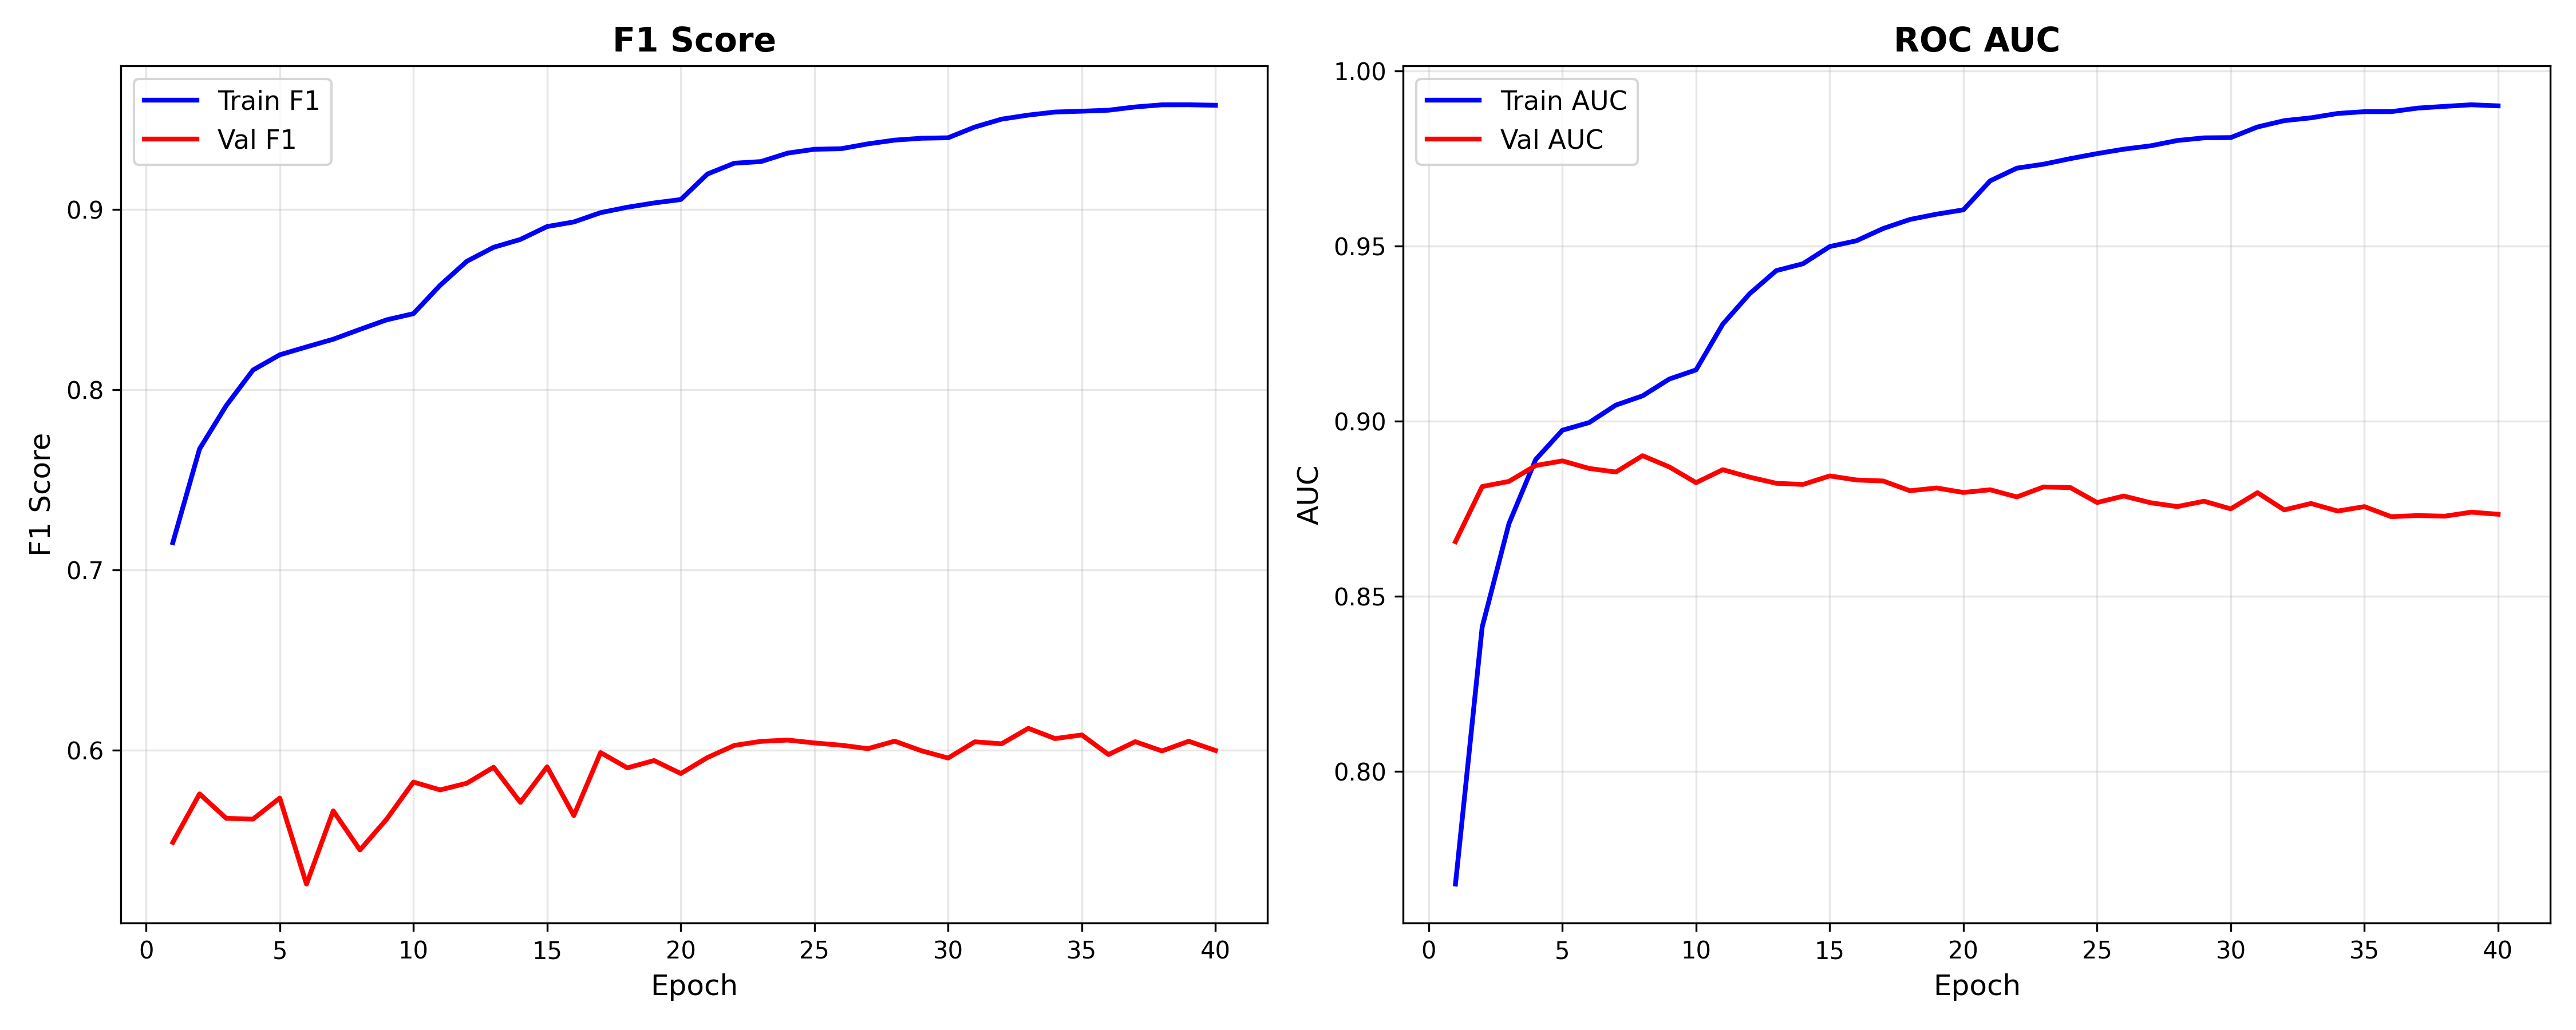 F1 Score
Train F1
Val F1
F1 Score
0.9
0.8
0.7
0.6
0 5 10 15 20 25 30 35 40
Epoch
ROC AUC
Train AUC
Val AUC
AUC
1.00
0.95
0.90
0.85
0.80
0 5 10 15 20 25 30 35 40
Epoch